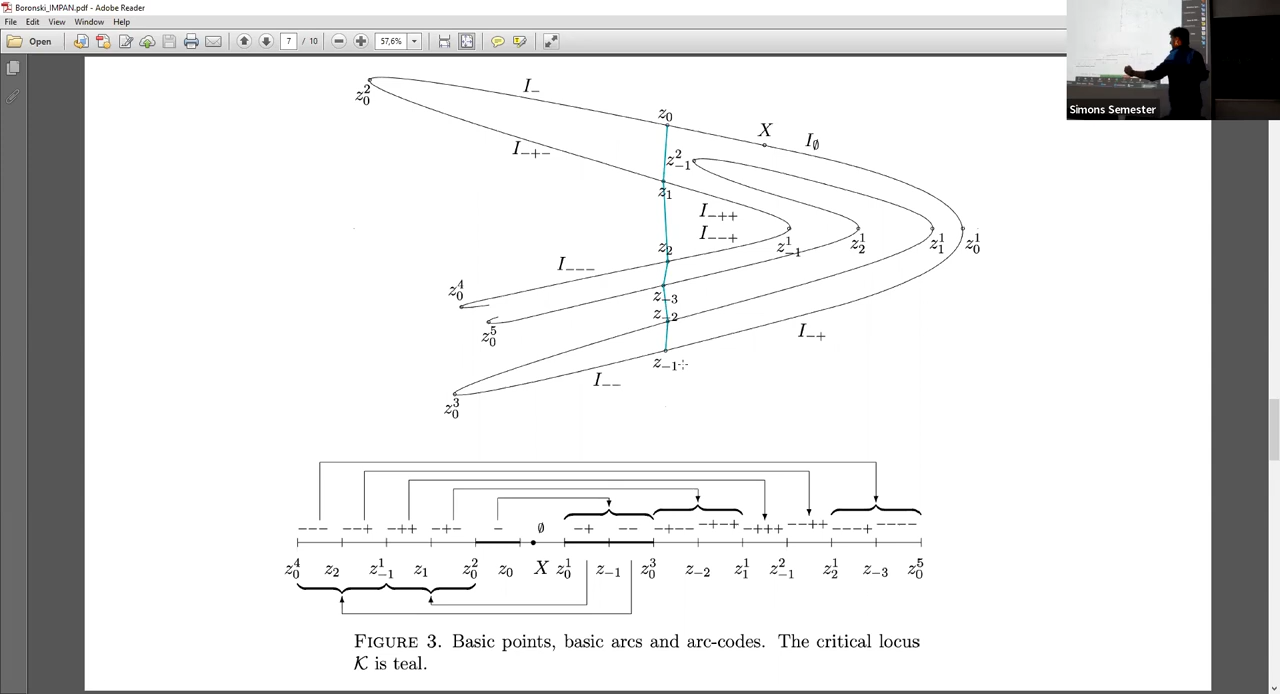 Boronski_IMPAN.pdf - Adobe Reader
File Edit View Window Help
Open 7 / 10 57,6%
Simons Semester
z_0^2
I_-
z_0
X
I_∅
z_{-1}^2
I_{-+-}
z_1
I_{-++}
I_{--+}
z_2
z_{-1}^1
z_2^1
z_1^1
z_0^1
I_{---}
z_0^4
z_{-3}
z_{-2}
z_0^5
I_{-+}
z_{-1}
I_{--}
z_0^3
--- --+ -++ -+- - ∅ -+ -- -+-- -+-+ -+++ --++ ---+ ----
z_0^4 z_2 z_{-1}^1 z_1 z_0^2 z_0 X z_0^1 z_{-1} z_0^3 z_{-2} z_1^1 z_{-1}^2 z_2^1 z_{-3} z_0^5
FIGURE 3. Basic points, basic arcs and arc-codes. The critical locus
𝒦 is teal.